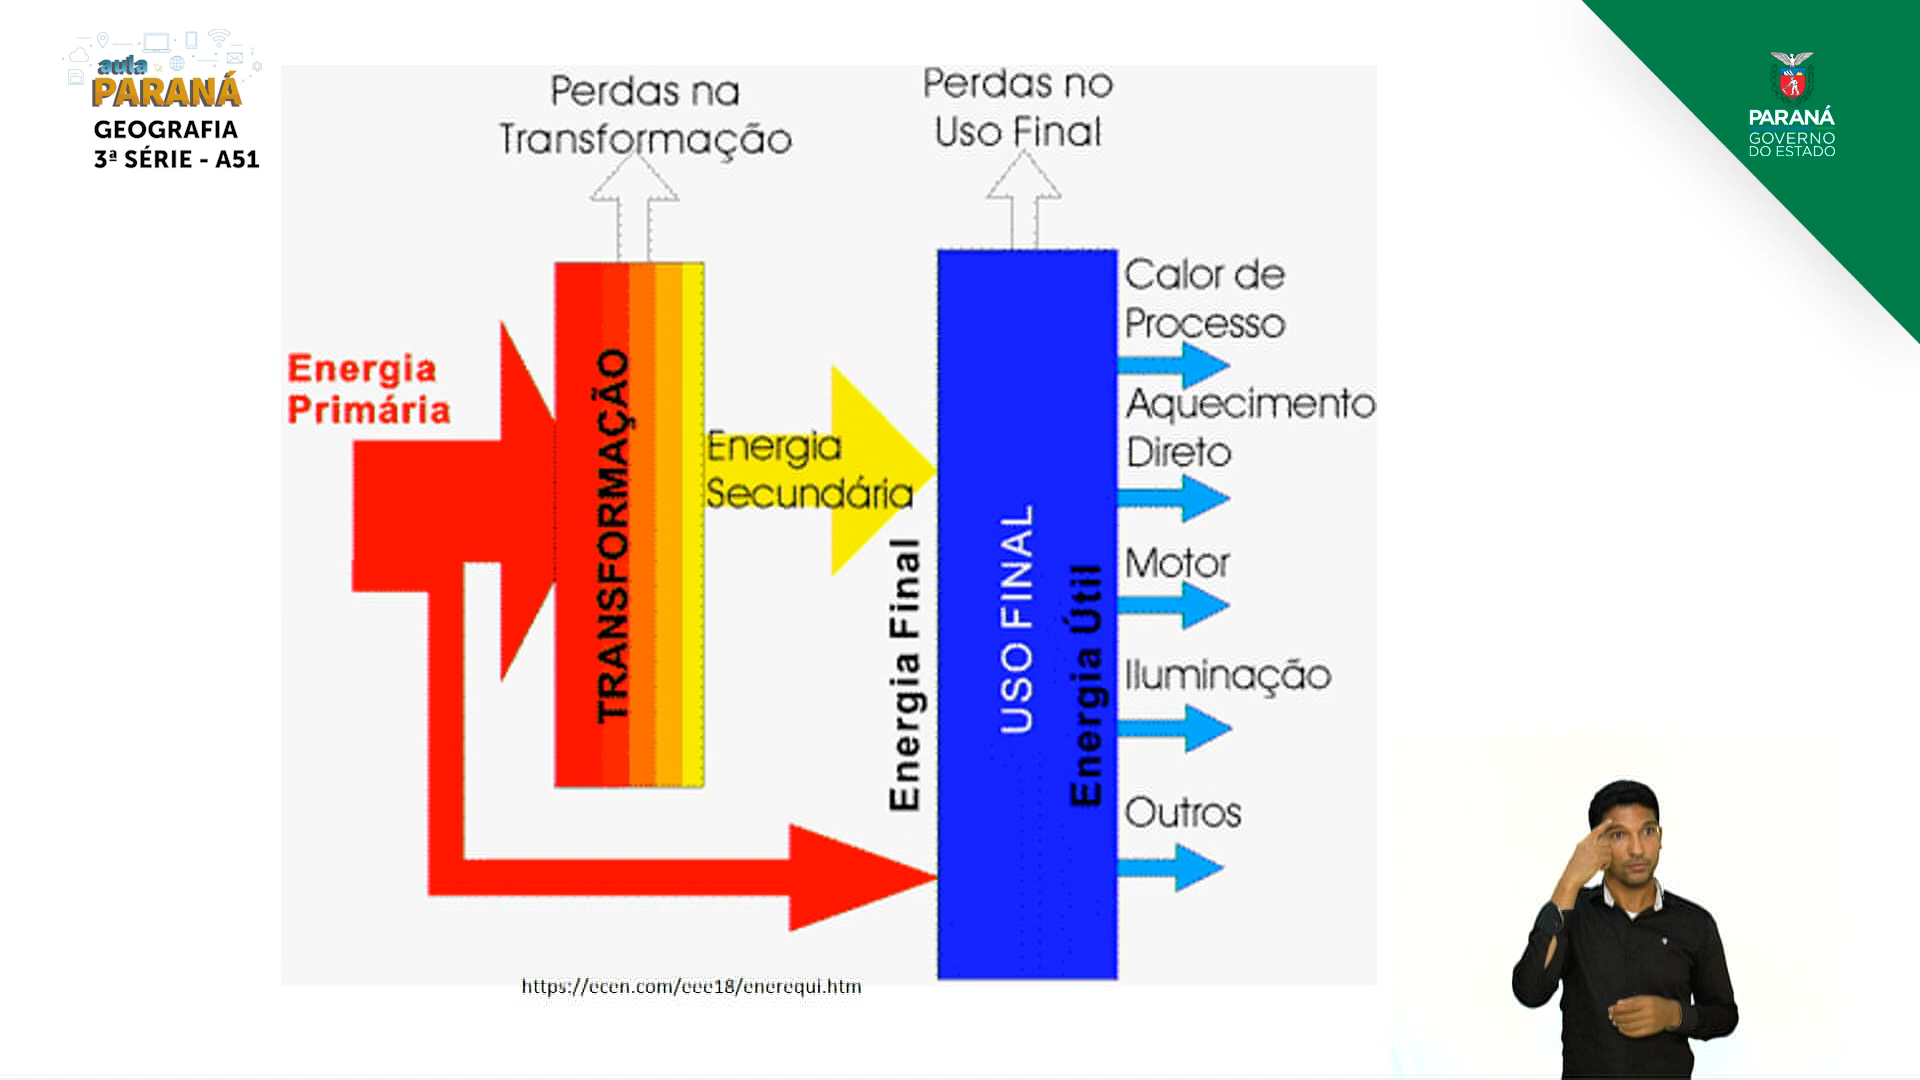 aula
PARANÁ
GEOGRAFIA
3ª SÉRIE - A51
PARANÁ
GOVERNO
DO ESTADO
Perdas na
Transformação
Perdas no
Uso Final
Energia
Primária
TRANSFORMAÇÃO
Energia
Secundária
Energia Final
USO FINAL
Energia Útil
Calor de
Processo
Aquecimento
Direto
Motor
Iluminação
Outros
https://ecen.com/eee18/enerequi.htm